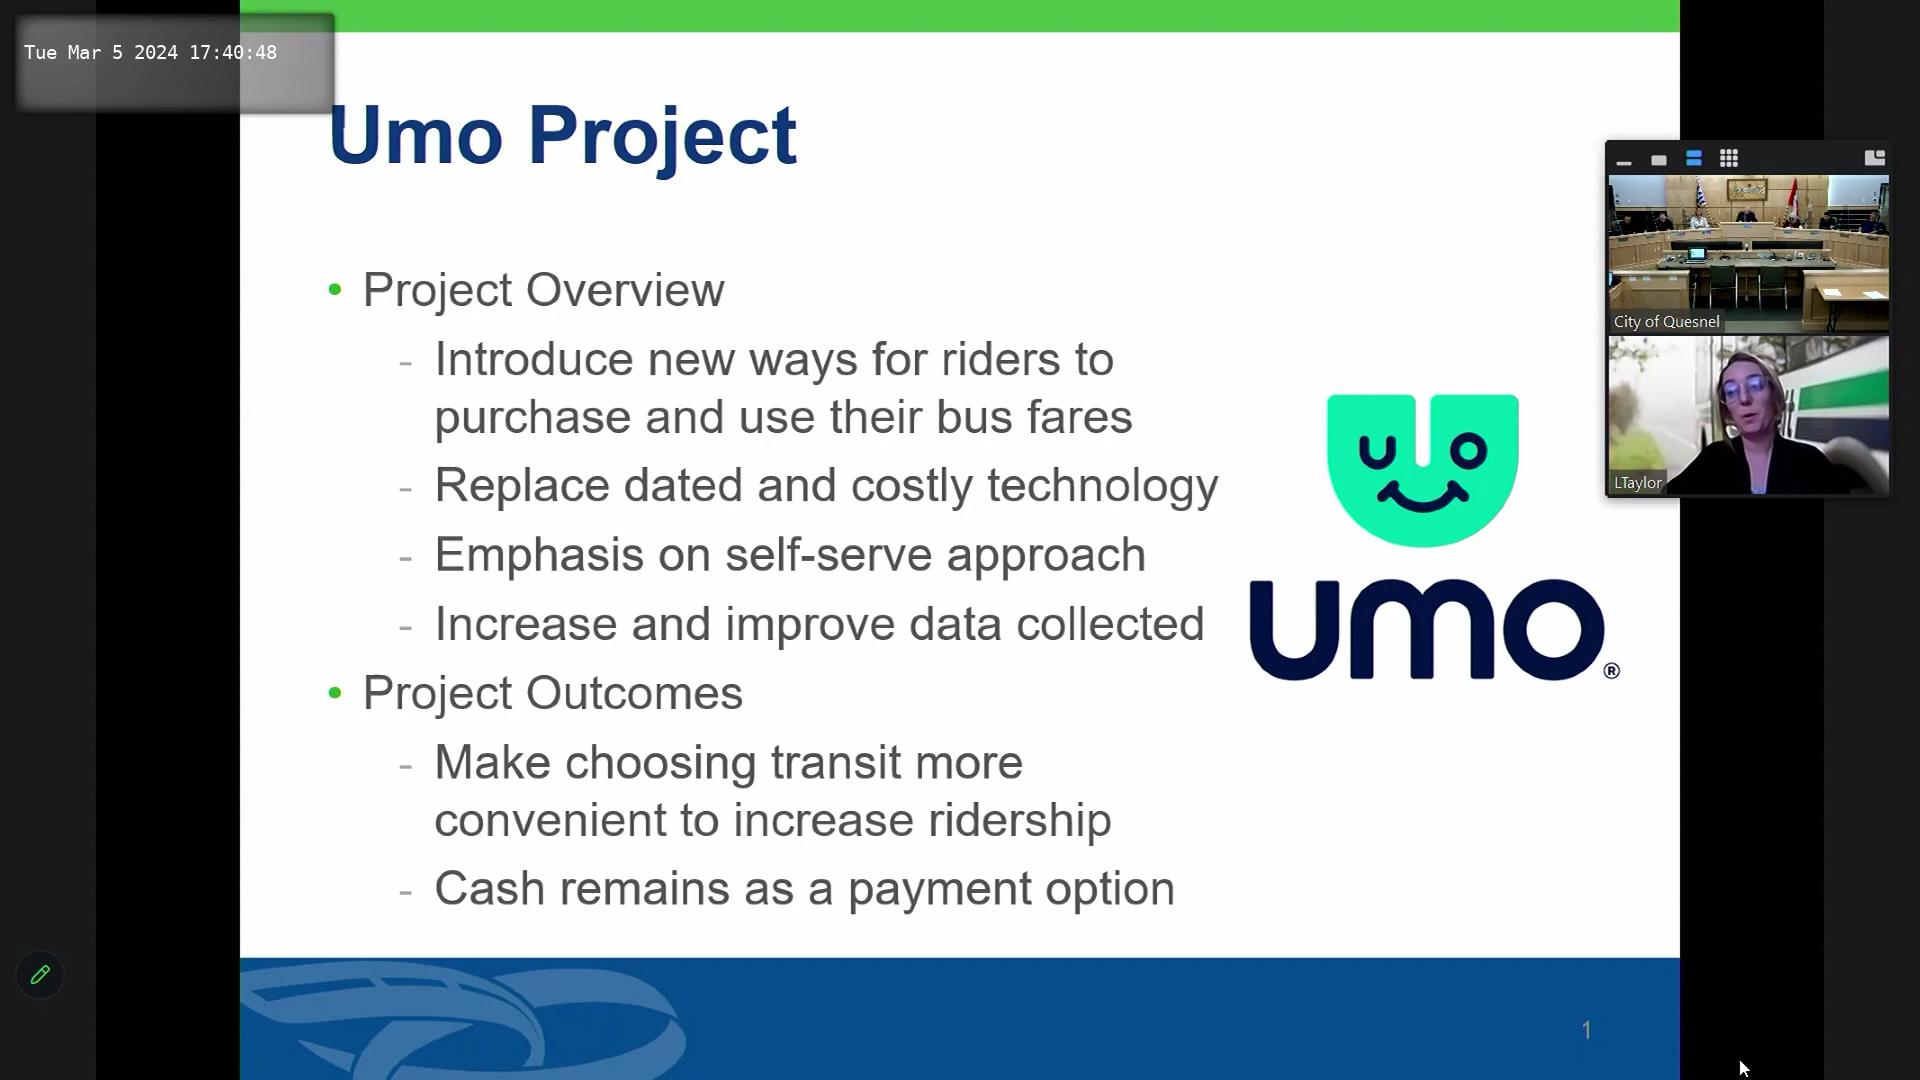 Tue Mar 5 2024 17:40:48
Umo Project
• Project Overview
- Introduce new ways for riders to
purchase and use their bus fares
- Replace dated and costly technology
- Emphasis on self-serve approach
- Increase and improve data collected
• Project Outcomes
- Make choosing transit more
convenient to increase ridership
- Cash remains as a payment option
uo
umo®
City of Quesnel
LTaylor
1